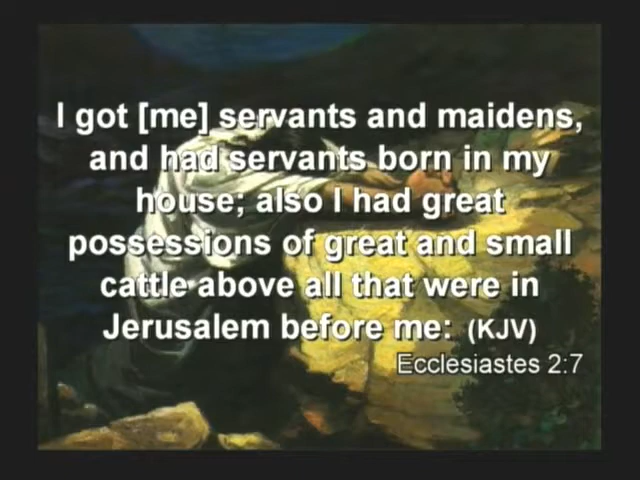 I got [me] servants and maidens,
and had servants born in my
house; also I had great
possessions of great and small
cattle above all that were in
Jerusalem before me: (KJV)
Ecclesiastes 2:7